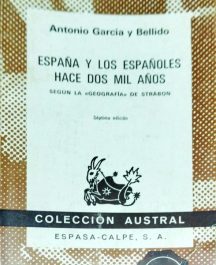 Antonio García y Bellido
ESPAÑA Y LOS ESPAÑOLES
HACE DOS MIL AÑOS
SEGÚN LA «GEOGRAFÍA» DE STRÁBON
Séptima edición
COLECCIÓN AUSTRAL
ESPASA-CALPE, S. A.